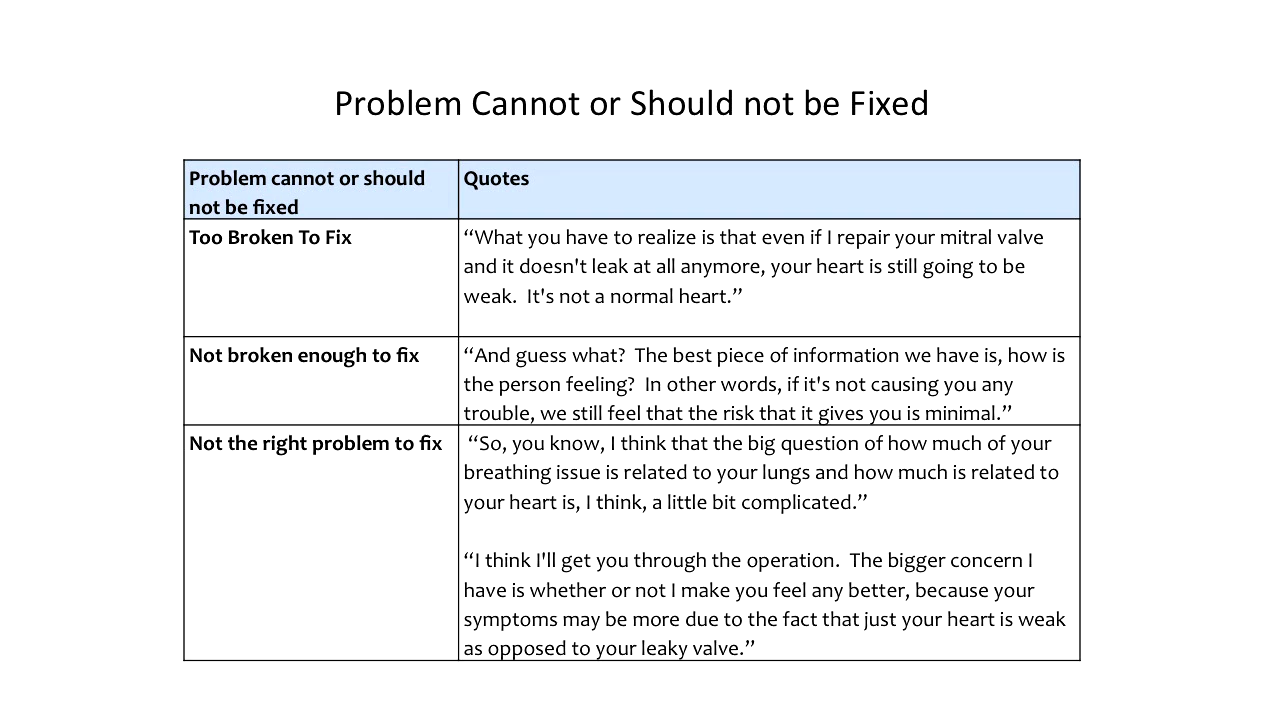 Problem Cannot or Should not be Fixed
Problem cannot or should
not be fixed
Quotes
Too Broken To Fix
“What you have to realize is that even if I repair your mitral valve
and it doesn't leak at all anymore, your heart is still going to be
weak.  It's not a normal heart.”
Not broken enough to fix
“And guess what?  The best piece of information we have is, how is
the person feeling?  In other words, if it's not causing you any
trouble, we still feel that the risk that it gives you is minimal.”
Not the right problem to fix
“So, you know, I think that the big question of how much of your
breathing issue is related to your lungs and how much is related to
your heart is, I think, a little bit complicated.”
“I think I'll get you through the operation.  The bigger concern I
have is whether or not I make you feel any better, because your
symptoms may be more due to the fact that just your heart is weak
as opposed to your leaky valve.”